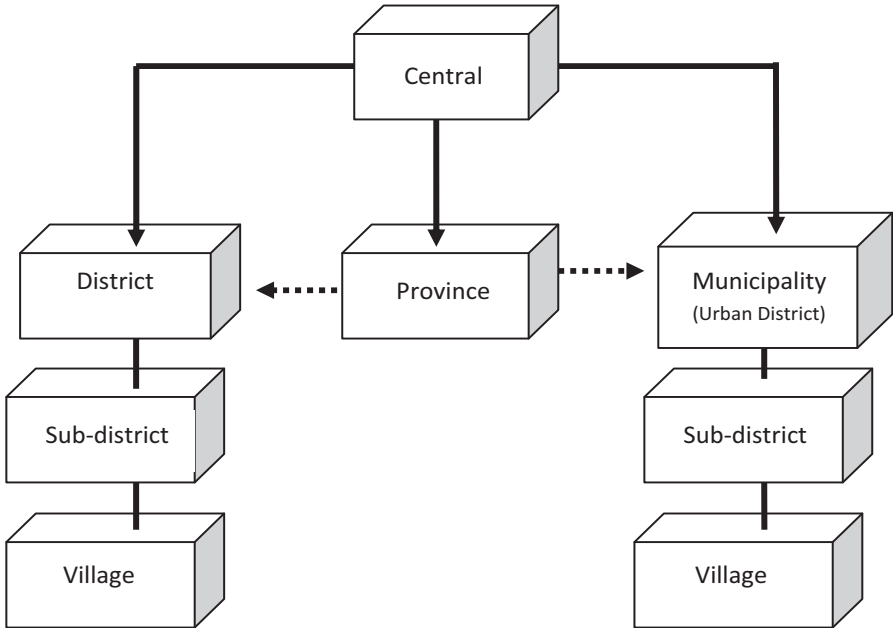 Central
District
Province
Municipality
(Urban District)
Sub-district
Sub-district
Village
Village